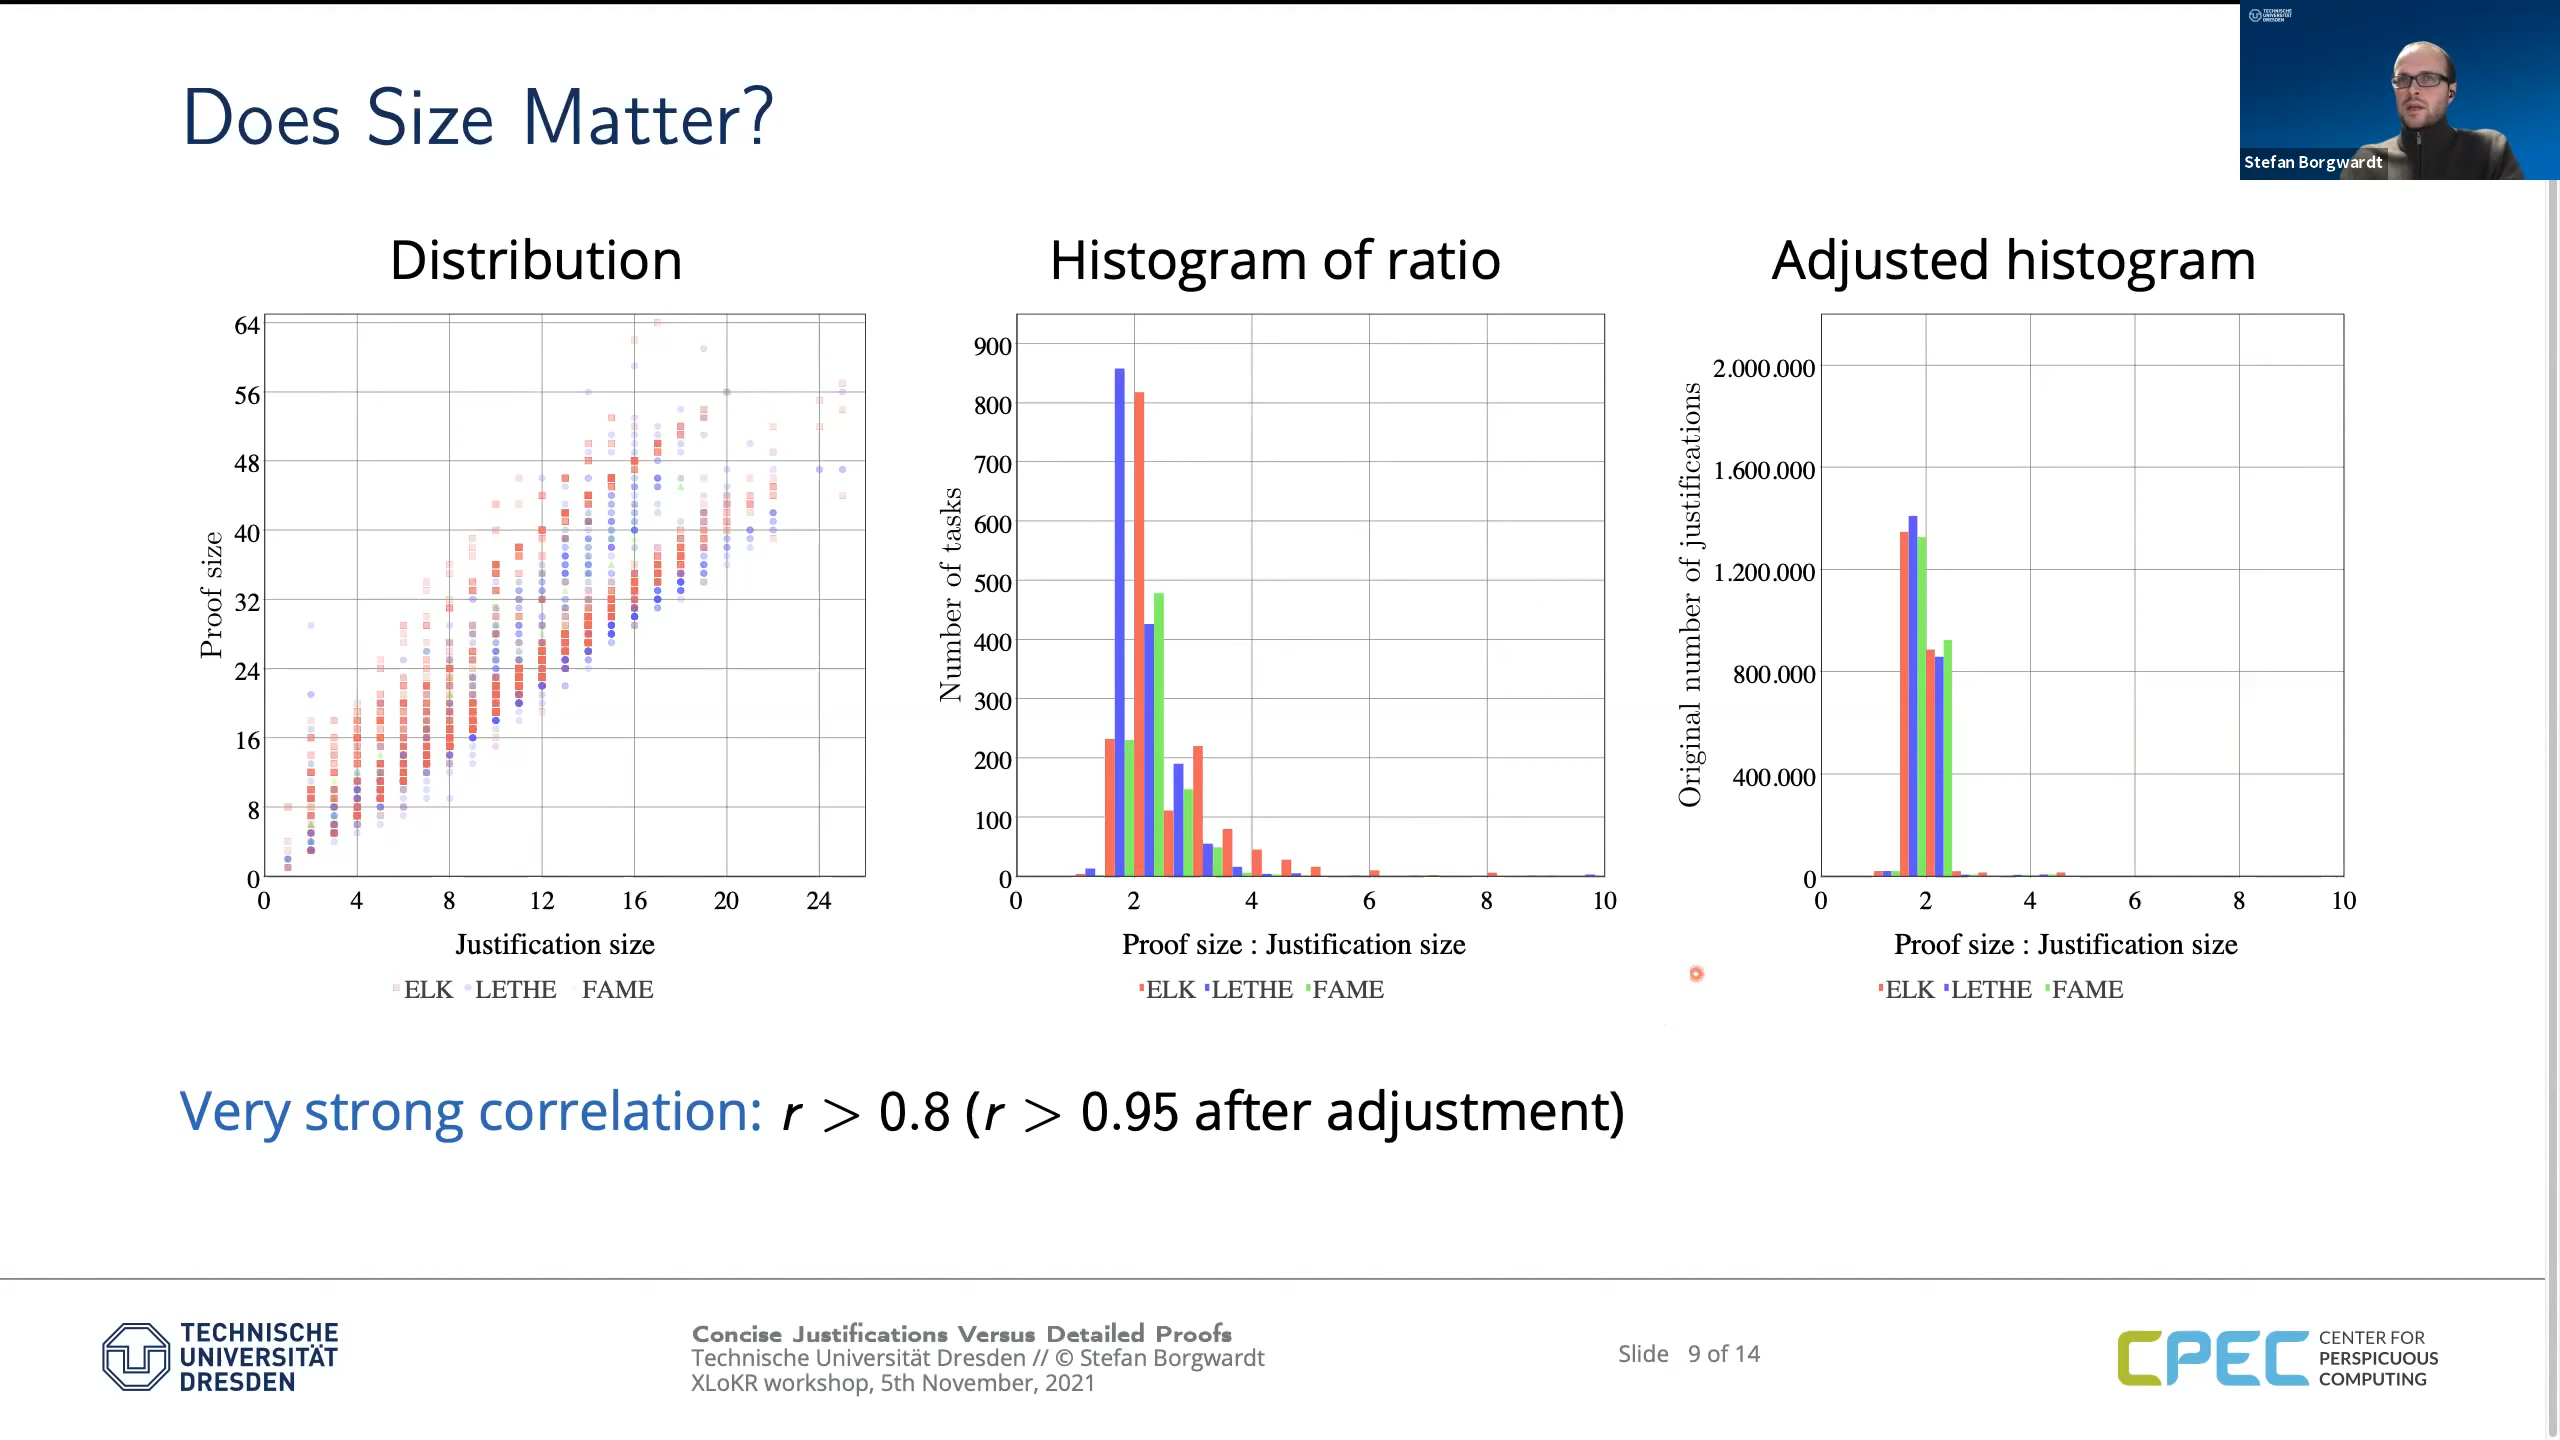 TECHNISCHE
UNIVERSITÄT
DRESDEN
Stefan Borgwardt
Does Size Matter?
Distribution
64
56
48
40
32
24
16
8
0
0 4 8 12 16 20 24
Proof size
Justification size
ELK LETHE FAME
Histogram of ratio
900
800
700
600
500
400
300
200
100
0
0 2 4 6 8 10
Number of tasks
Proof size : Justification size
ELK LETHE FAME
Adjusted histogram
2.000.000
1.600.000
1.200.000
800.000
400.000
0
0 2 4 6 8 10
Original number of justifications
Proof size : Justification size
ELK LETHE FAME
Very strong correlation: r > 0.8 (r > 0.95 after adjustment)
TECHNISCHE
UNIVERSITÄT
DRESDEN
Concise Justifications Versus Detailed Proofs
Technische Universität Dresden // © Stefan Borgwardt
XLoKR workshop, 5th November, 2021
Slide 9 of 14
CPEC
CENTER FOR
PERSPICUOUS
COMPUTING